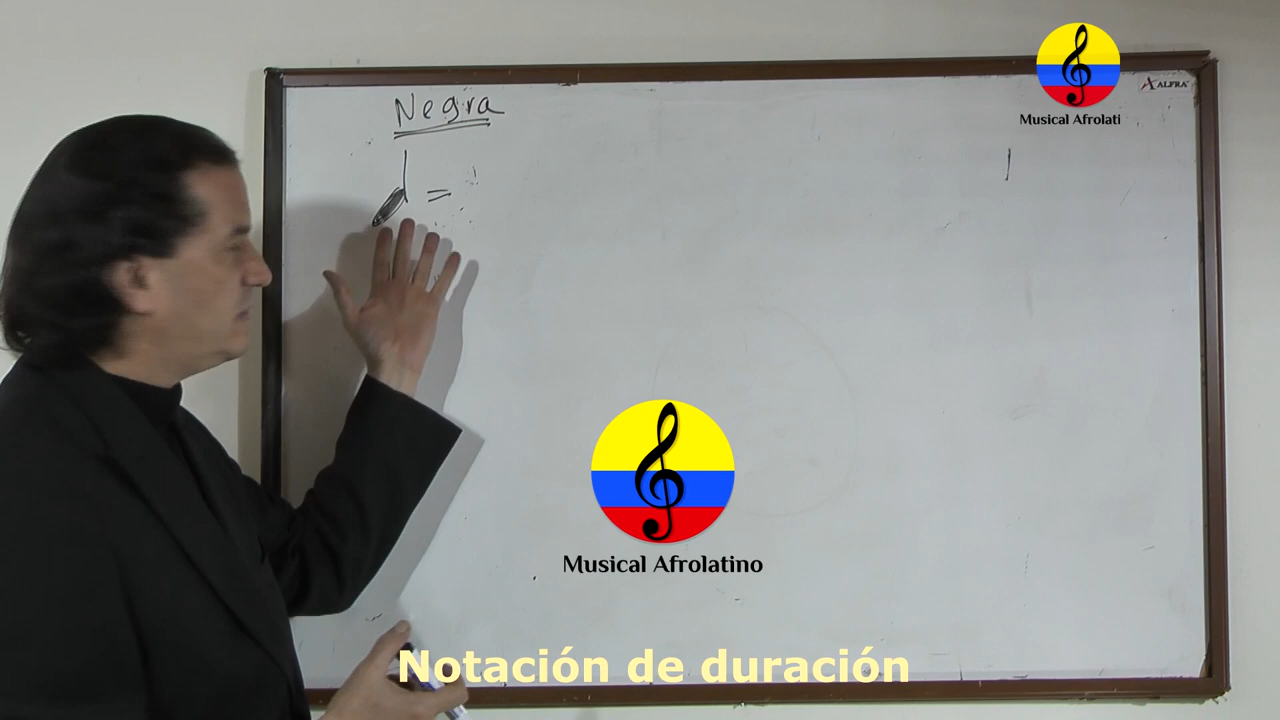 Negra
=
ALFRA
Musical Afrolati
Musical Afrolatino
Notación de duración